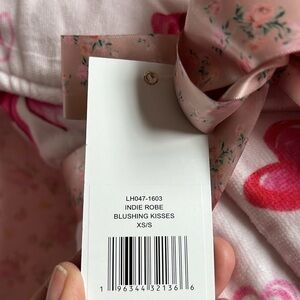 LH047-1603
INDIE ROBE
BLUSHING KISSES
XS/S
1 96344 32136 6